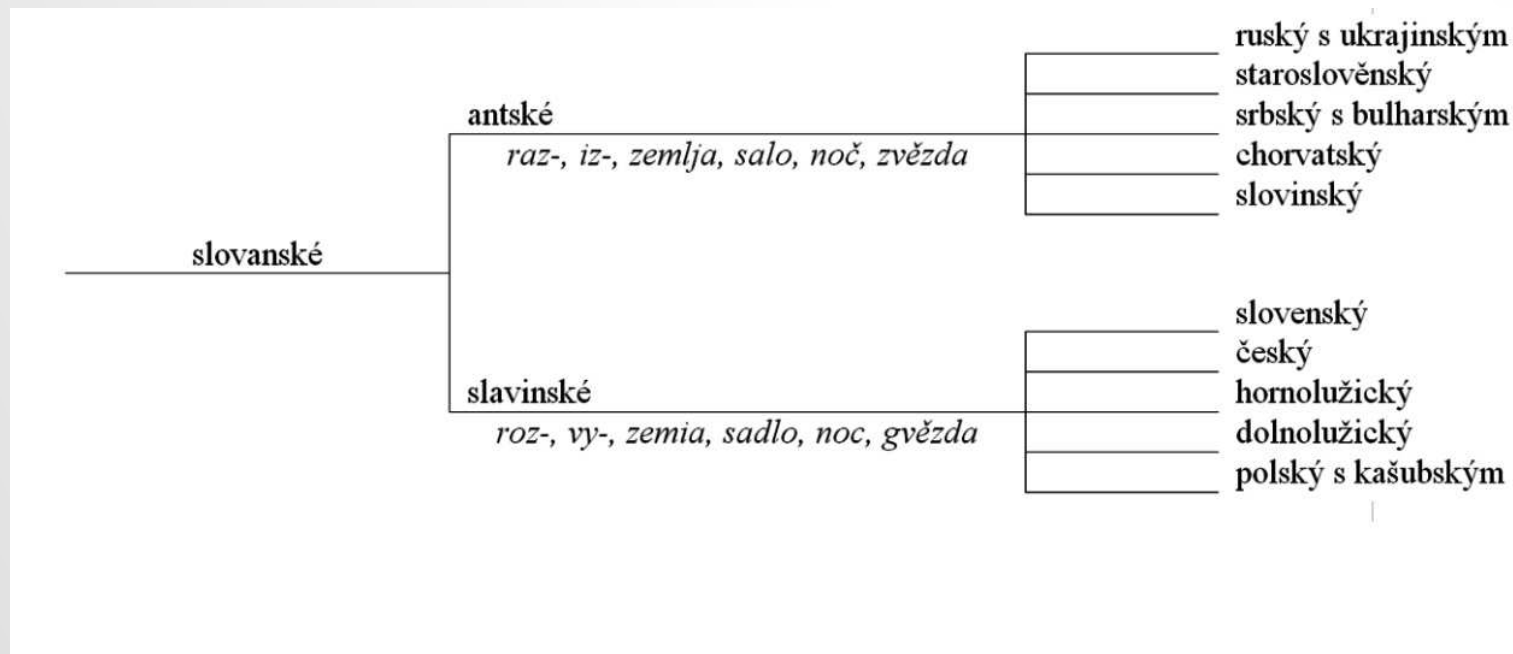 ruský s ukrajinským
staroslověnský
antské
srbský s bulharským
raz-, iz-, zemlja, salo, noč, zvězda
chorvatský
slovinský
slovanské
slovenský
český
slavinské
hornolužický
roz-, vy-, zemia, sadlo, noc, gvězda
dolnolužický
polský s kašubským